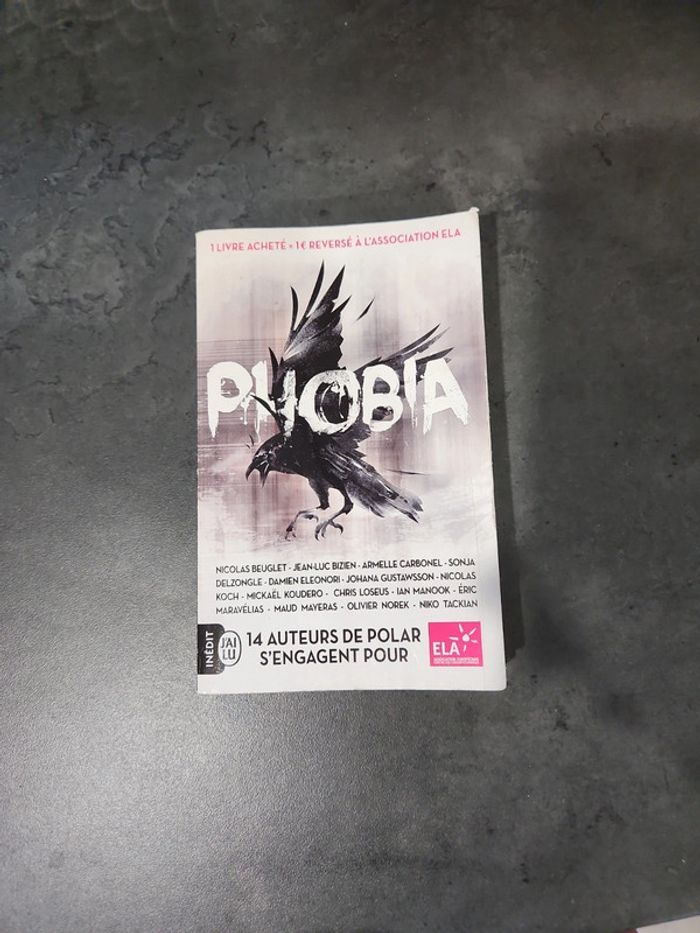 1 LIVRE ACHETÉ = 1€ REVERSÉ À L'ASSOCIATION ELA
PHOBIA
NICOLAS BEUGLET - JEAN-LUC BIZIEN - ARMELLE CARBONEL - SONJA
DELZONGLE - DAMIEN ELEONORI - JOHANA GUSTAWSSON - NICOLAS
KOCH - MICKAËL KOUDERO - CHRIS LOSEUS - IAN MANOOK - ÉRIC
MARAVÉLIAS - MAUD MAYERAS - OLIVIER NOREK - NIKO TACKIAN
INÉDIT
J'AI
LU
14 AUTEURS DE POLAR
S'ENGAGENT POUR
ELA
ASSOCIATION EUROPÉENNE